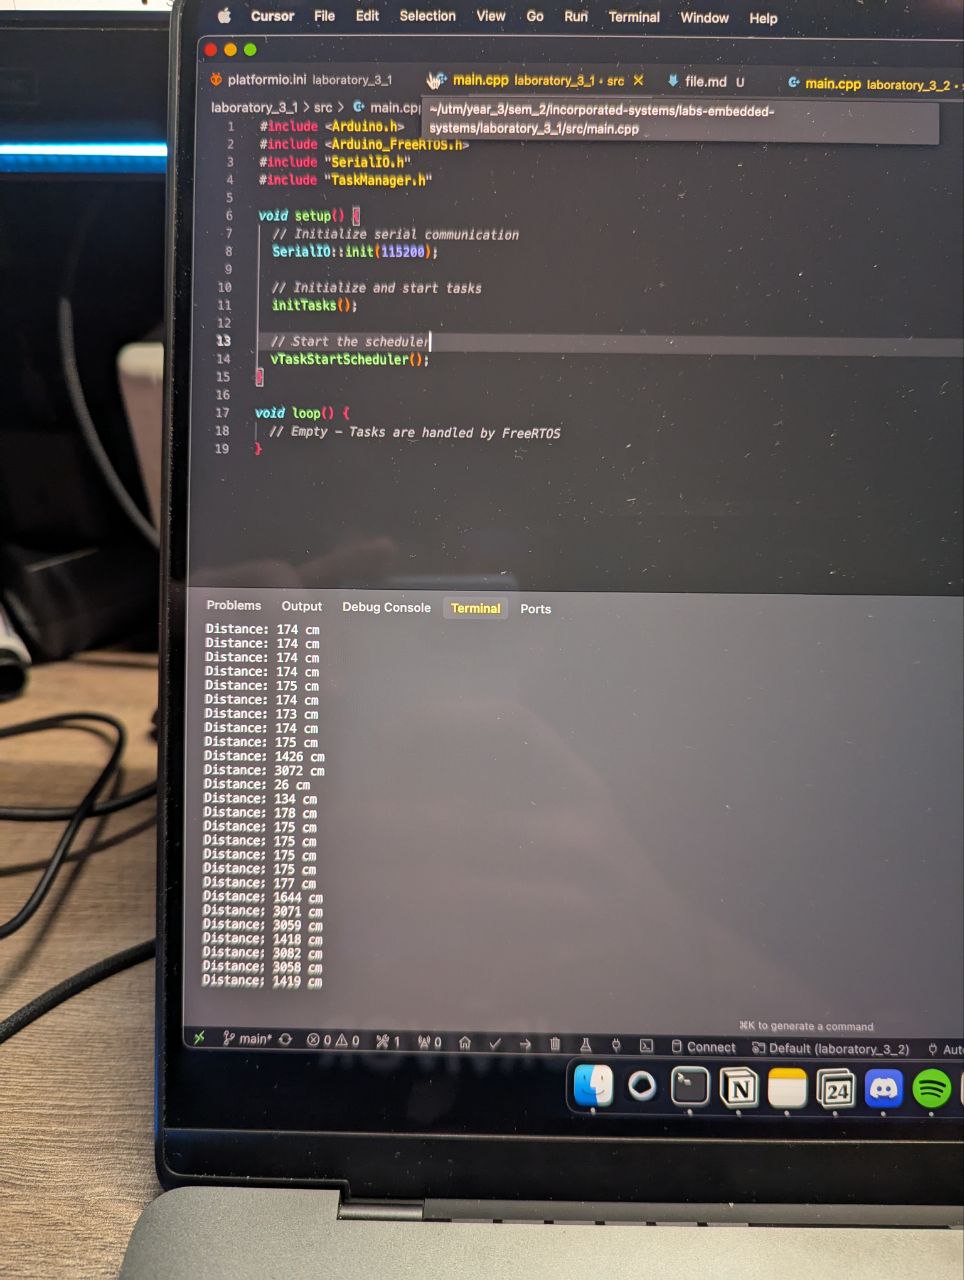 Cursor File Edit Selection View Go Run Terminal Window Help
platformio.ini laboratory_3_1 main.cpp laboratory_3_1 • src file.md U main.cpp laboratory_3_2 •
laboratory_3_1 > src > main.cpp
~/utm/year_3/sem_2/incorporated-systems/labs-embedded-
systems/laboratory_3_1/src/main.cpp
1 #include <Arduino.h>
2 #include <Arduino_FreeRTOS.h>
3 #include "SerialIO.h"
4 #include "TaskManager.h"
5
6 void setup() {
7 // Initialize serial communication
8 SerialIO::init(115200);
9
10 // Initialize and start tasks
11 initTasks();
12
13 // Start the scheduler
14 vTaskStartScheduler();
15 }
16
17 void loop() {
18 // Empty – Tasks are handled by FreeRTOS
19 }
Problems Output Debug Console Terminal Ports
Distance: 174 cm
Distance: 174 cm
Distance: 174 cm
Distance: 174 cm
Distance: 175 cm
Distance: 174 cm
Distance: 173 cm
Distance: 174 cm
Distance: 175 cm
Distance: 1426 cm
Distance: 3072 cm
Distance: 26 cm
Distance: 134 cm
Distance: 178 cm
Distance: 175 cm
Distance: 175 cm
Distance: 175 cm
Distance: 175 cm
Distance: 177 cm
Distance: 1644 cm
Distance: 3071 cm
Distance: 3059 cm
Distance: 1418 cm
Distance: 3082 cm
Distance: 3058 cm
Distance: 1419 cm
⌘K to generate a command
main* 0 0 1 0 Connect Default (laboratory_3_2) Aut
24